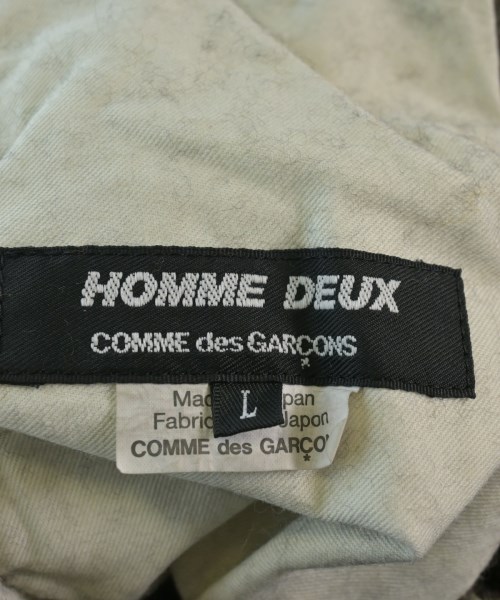 HOMME DEUX
COMME des GARÇONS
L
Mad pan
Fabric Japon
COMME des GARÇO